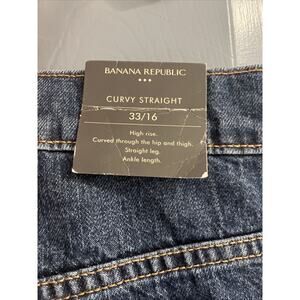 BANANA REPUBLIC
CURVY STRAIGHT
33/16
High rise.
Curved through the hip and thigh.
Straight leg.
Ankle length.